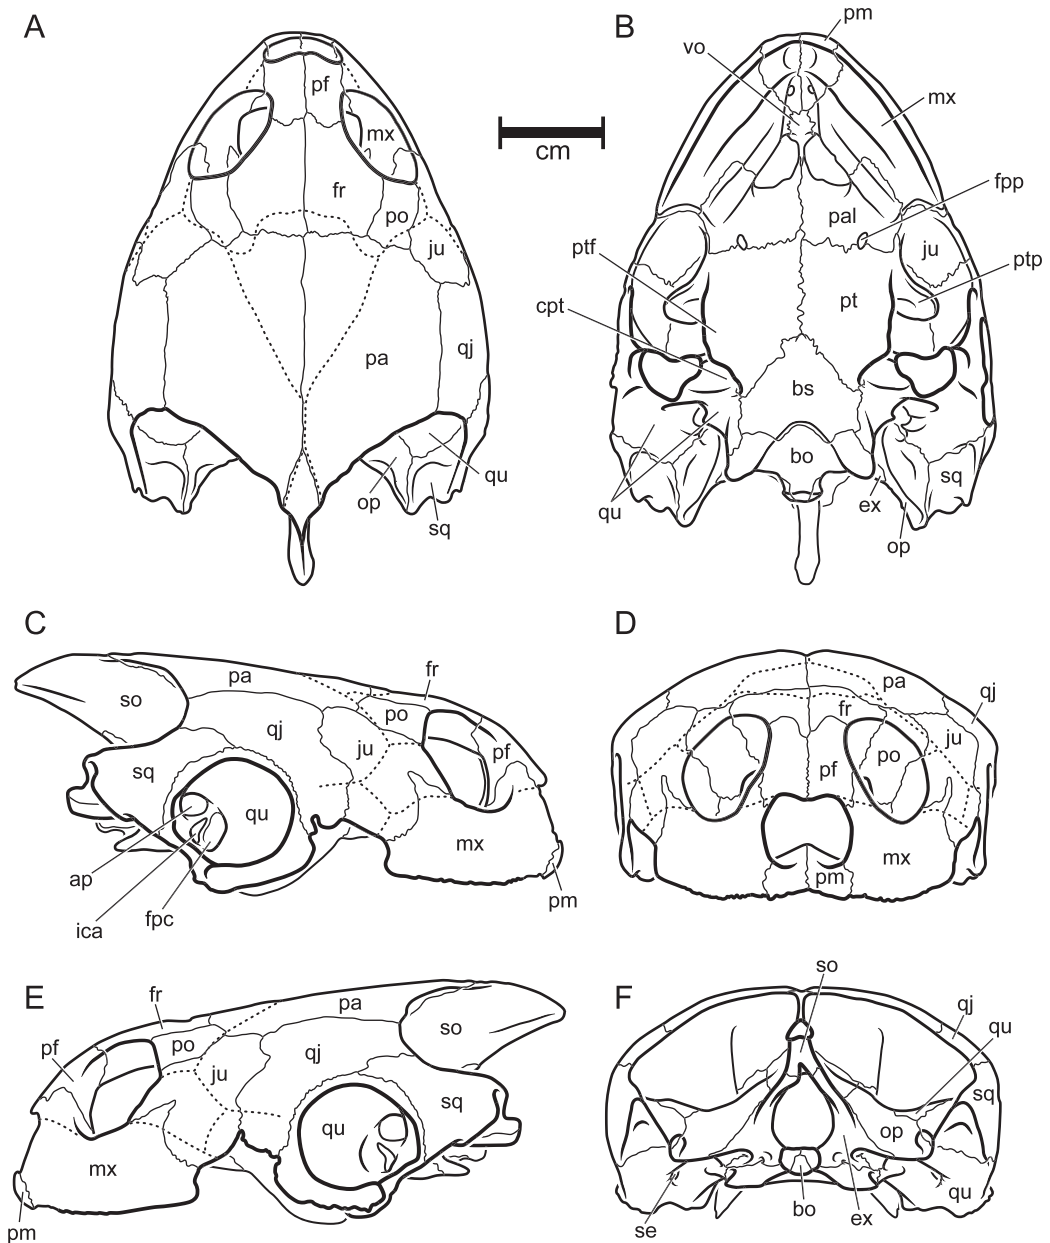 A
pf
mx
fr
po
ju
pa
qj
qu
op
sq
cm
B
pm
vo
mx
fpp
pal
ju
ptf
ptp
pt
cpt
bs
bo
sq
qu
ex
op
C
fr
pa
so
po
qj
pf
ju
sq
qu
mx
ap
fpc
pm
ica
D
pa
qj
fr
ju
po
pf
mx
pm
E
fr
pa
so
pf
po
ju
qj
sq
qu
mx
pm
F
so
qj
qu
sq
op
qu
se
bo
ex